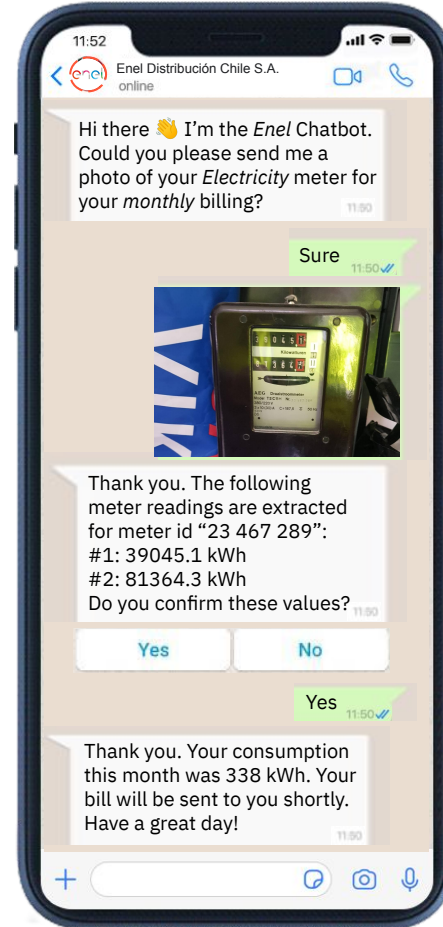 11:52
enel
Enel Distribución Chile S.A.
online
Hi there 👋 I'm the Enel Chatbot.
Could you please send me a
photo of your Electricity meter for
your monthly billing?
11:50
Sure
11:50
Kilowattstunden
AEG Drehstromzähler
Thank you. The following
meter readings are extracted
for meter id “23 467 289”:
#1: 39045.1 kWh
#2: 81364.3 kWh
Do you confirm these values?
11:50
Yes
No
Yes
11:50
Thank you. Your consumption
this month was 338 kWh. Your
bill will be sent to you shortly.
Have a great day!
11:50